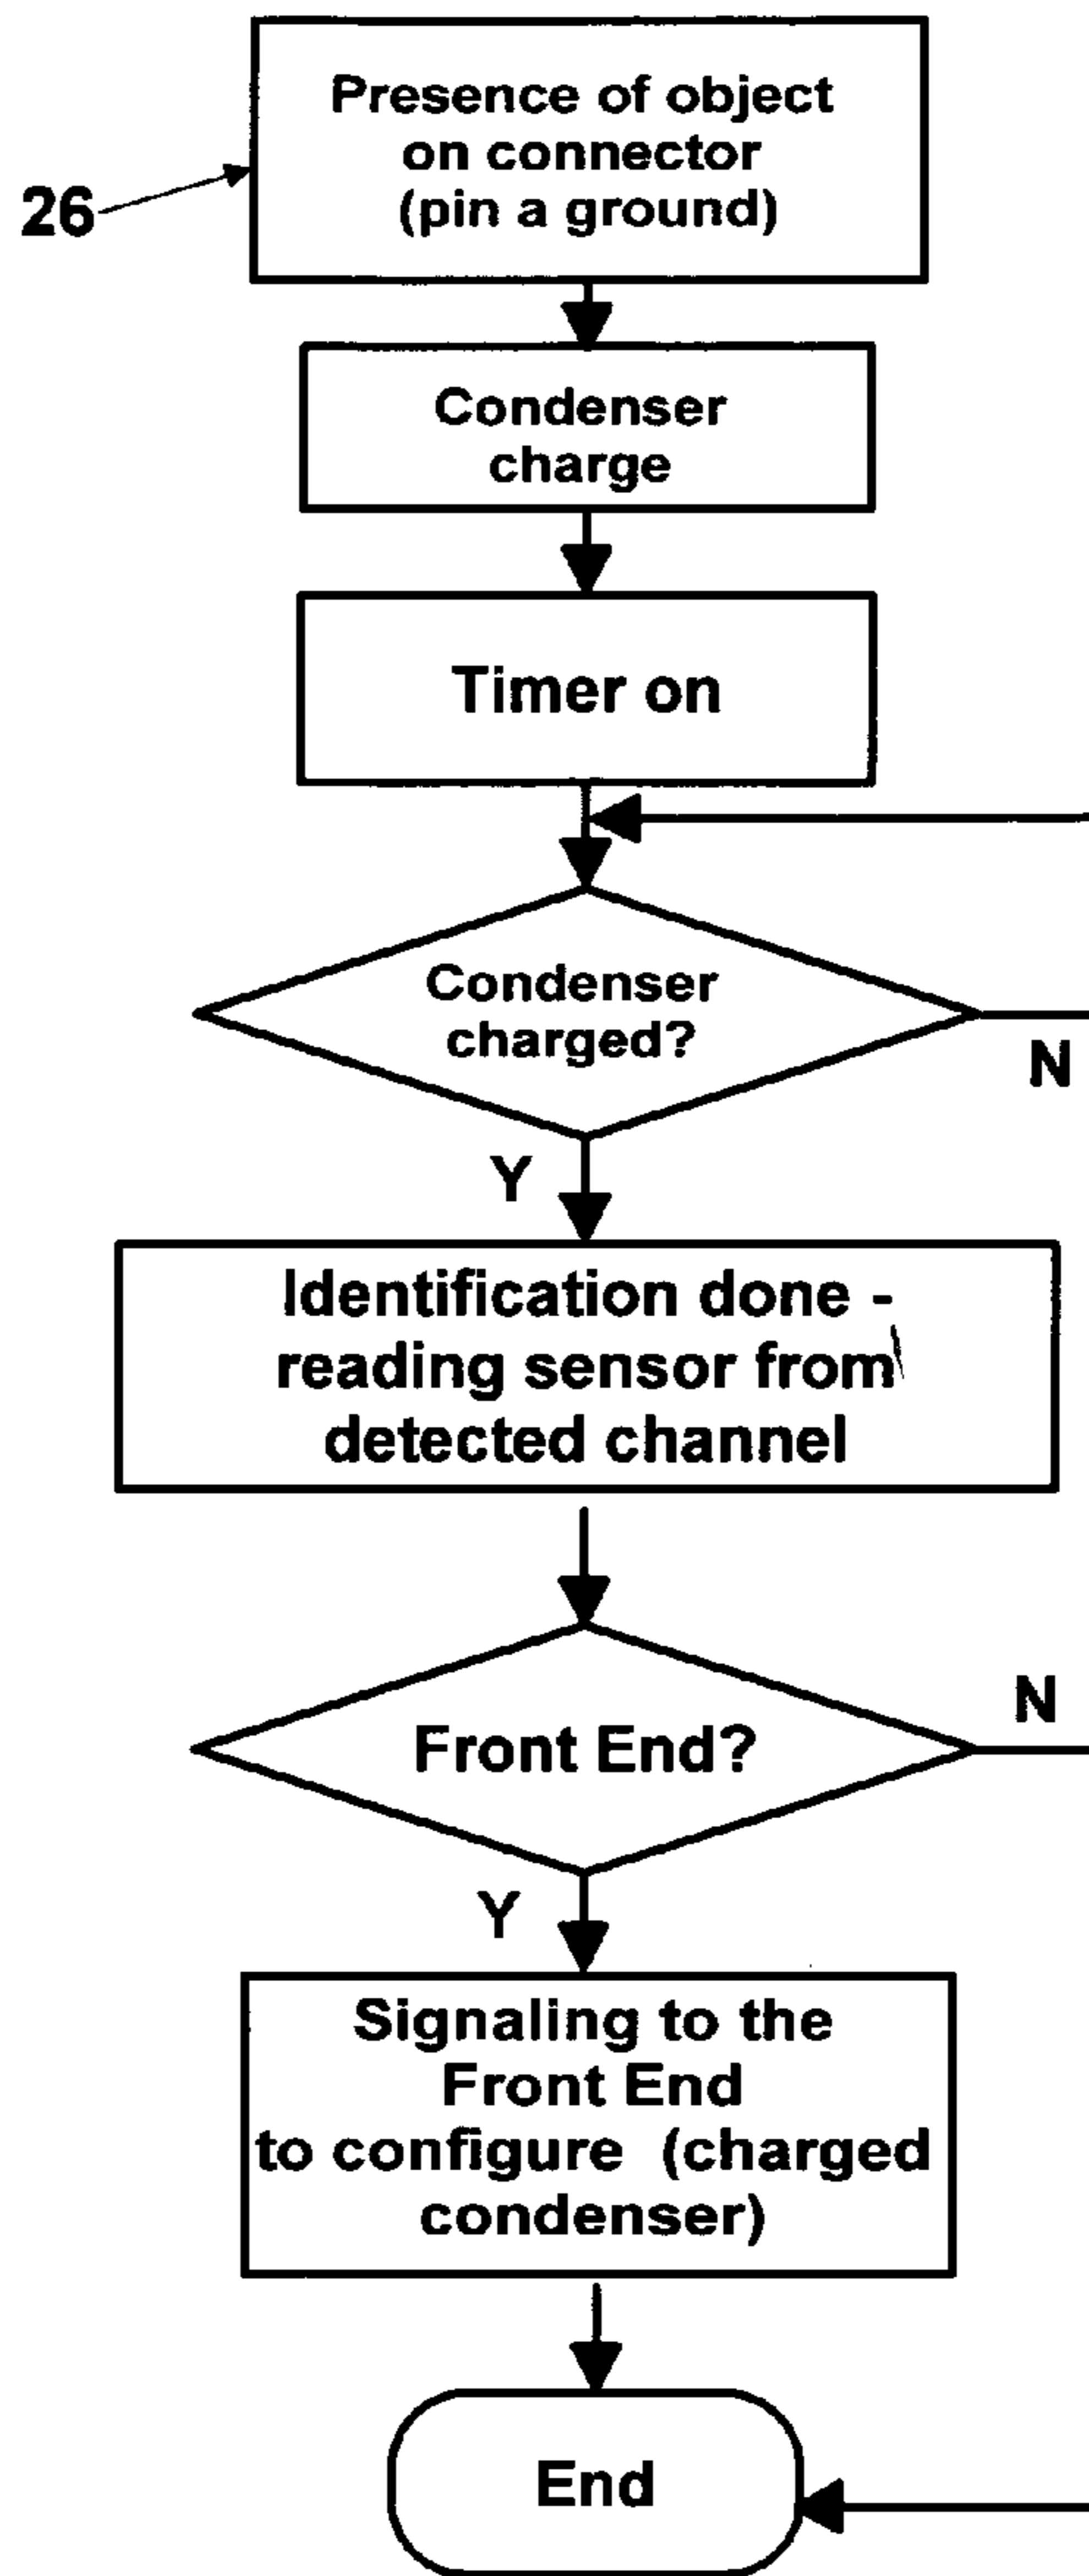 Presence of object
on connector
(pin a ground)
26
Condenser
charge
Timer on
Condenser
charged?
N
Y
Identification done -
reading sensor from
detected channel
N
Front End?
Y
Signaling to the
Front End
to configure (charged
condenser)
End